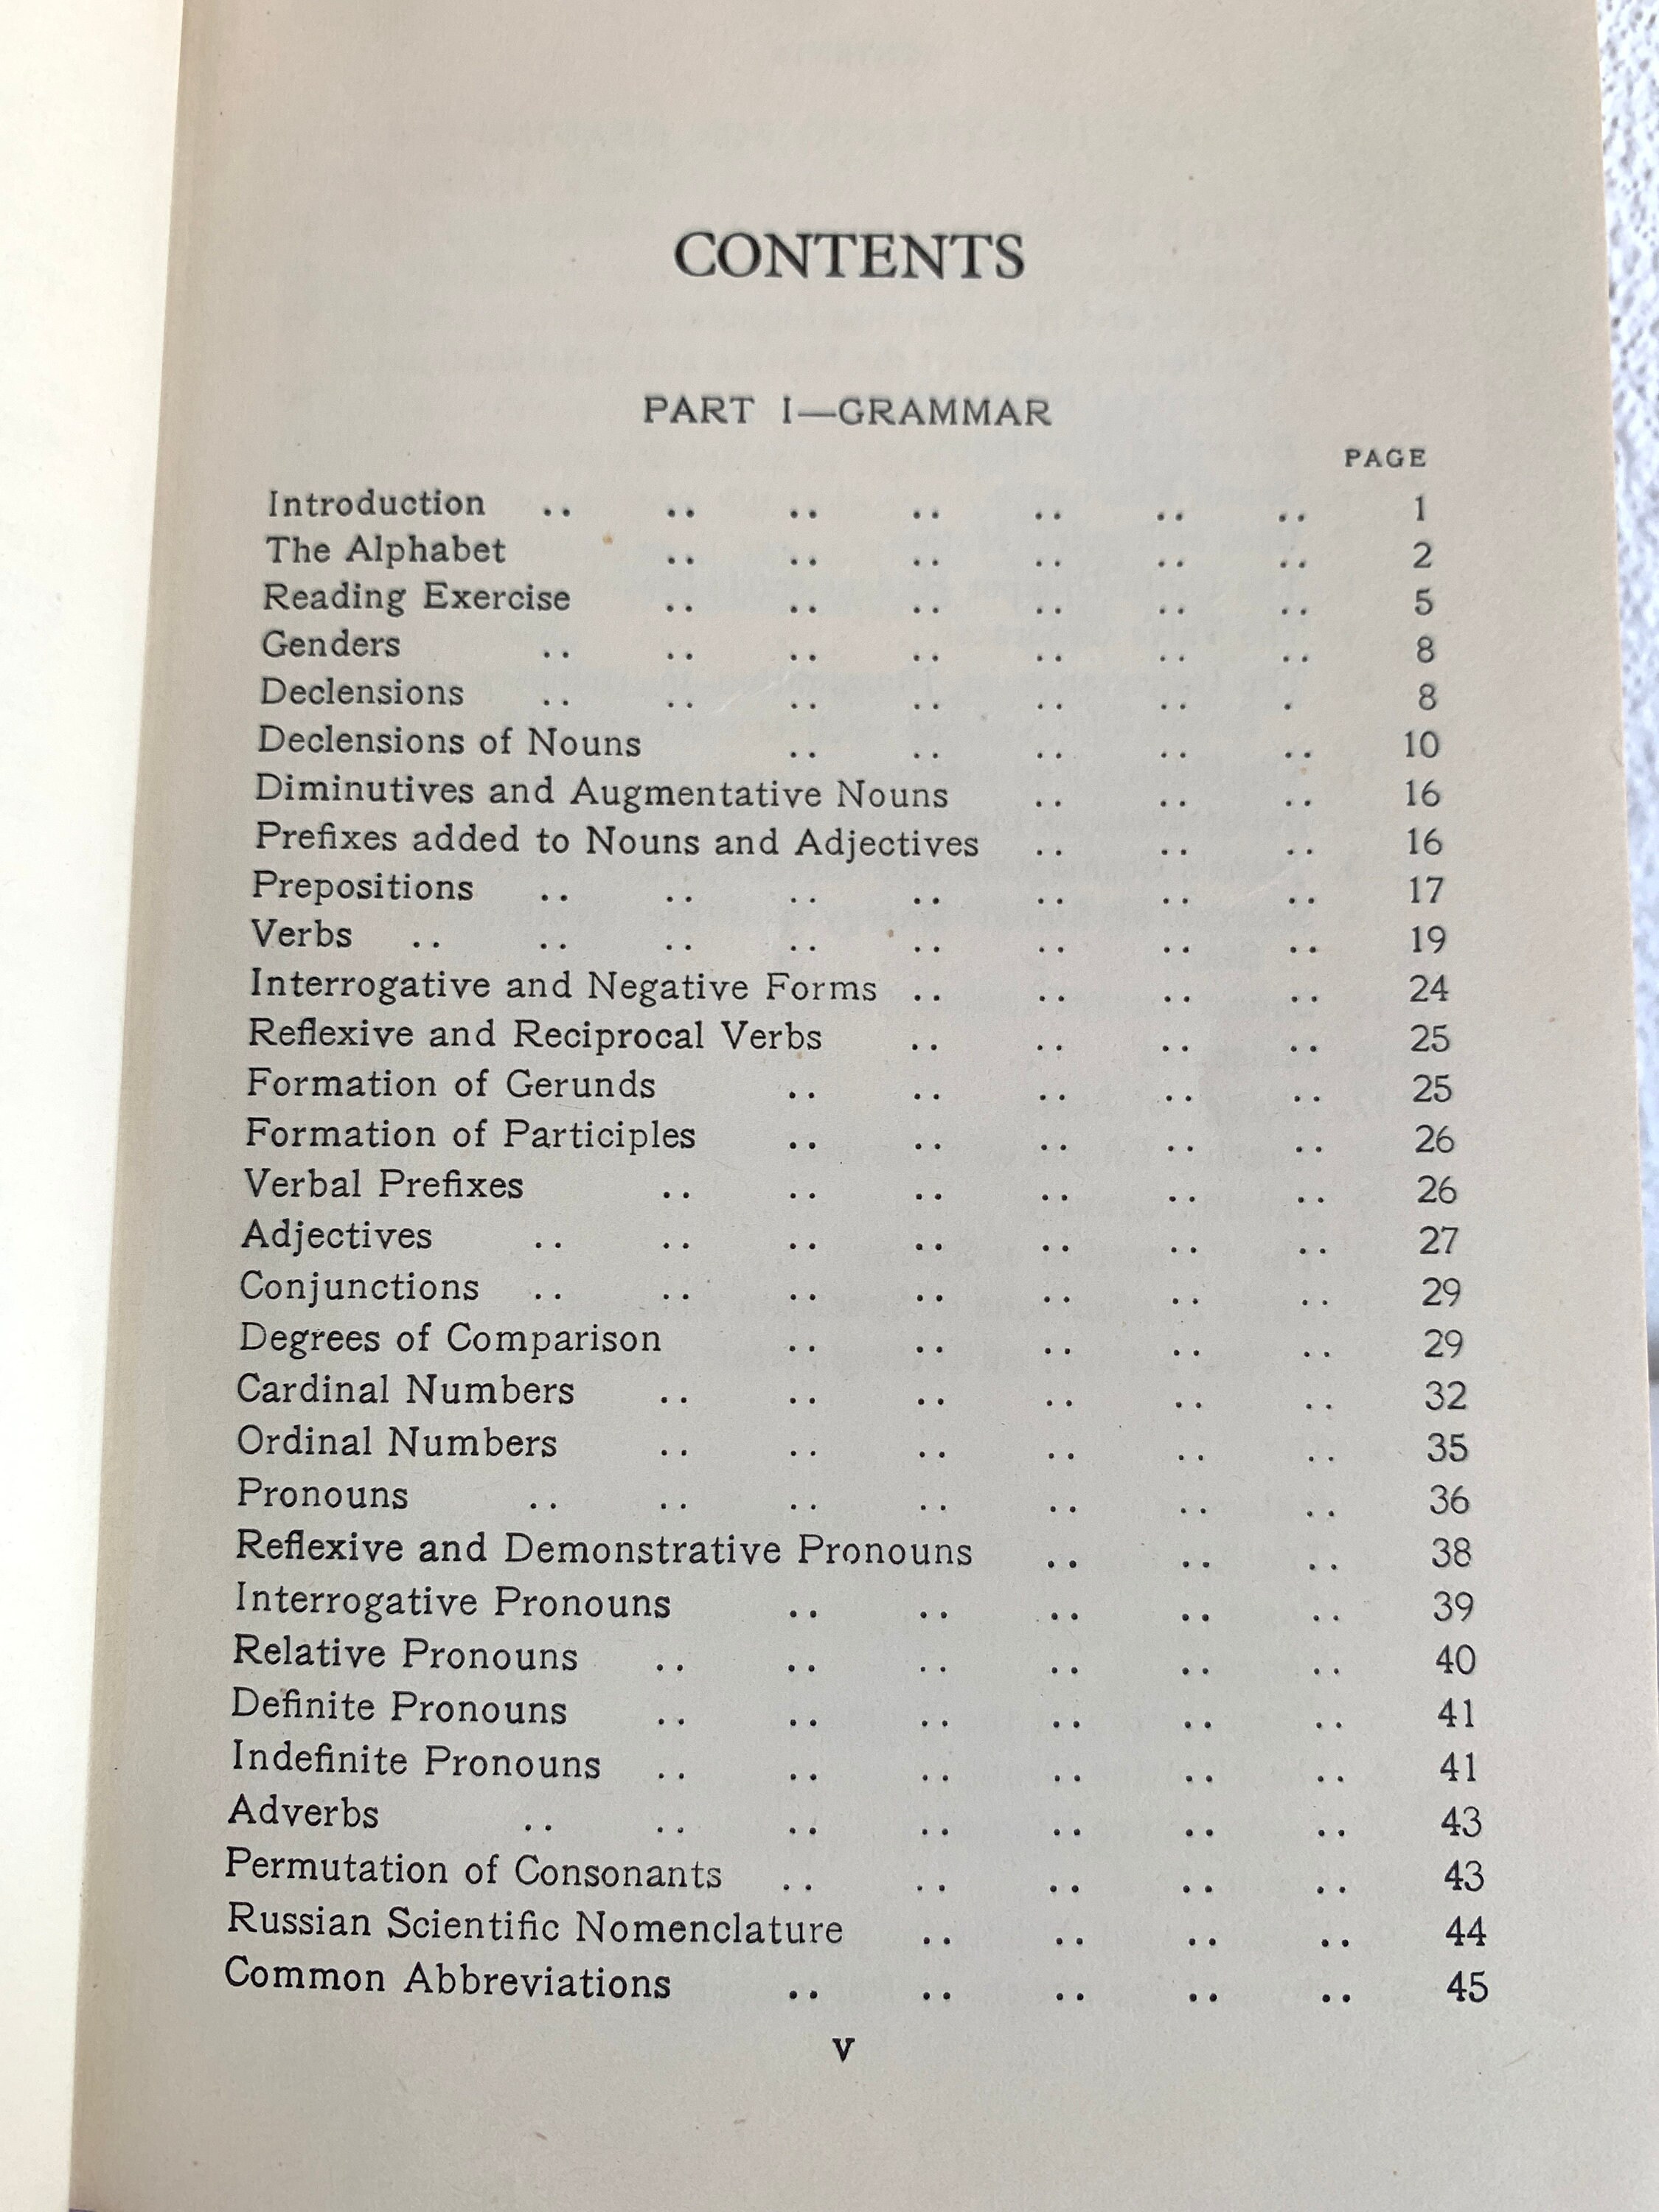 CONTENTS
PART I—GRAMMAR
PAGE
Introduction .. .. .. .. .. .. .. 1
The Alphabet .. .. .. .. .. .. 2
Reading Exercise .. .. .. .. .. .. 5
Genders .. .. .. .. .. .. .. 8
Declensions .. .. .. .. .. .. . 8
Declensions of Nouns .. .. .. .. .. 10
Diminutives and Augmentative Nouns .. .. .. 16
Prefixes added to Nouns and Adjectives .. .. .. 16
Prepositions .. .. .. .. .. .. .. 17
Verbs .. .. .. .. .. .. .. .. 19
Interrogative and Negative Forms .. .. .. .. 24
Reflexive and Reciprocal Verbs .. .. .. .. 25
Formation of Gerunds .. .. .. .. .. 25
Formation of Participles .. .. .. .. .. 26
Verbal Prefixes .. .. .. .. .. .. 26
Adjectives .. .. .. .. .. .. .. 27
Conjunctions .. .. .. .. .. .. .. 29
Degrees of Comparison .. .. .. .. .. 29
Cardinal Numbers .. .. .. .. .. .. 32
Ordinal Numbers .. .. .. .. .. .. 35
Pronouns .. .. .. .. .. .. .. 36
Reflexive and Demonstrative Pronouns .. .. .. 38
Interrogative Pronouns .. .. .. .. .. 39
Relative Pronouns .. .. .. .. .. .. 40
Definite Pronouns .. .. .. .. .. .. 41
Indefinite Pronouns .. .. .. .. .. .. 41
Adverbs .. .. .. .. .. .. .. 43
Permutation of Consonants .. .. .. .. .. 43
Russian Scientific Nomenclature .. .. .. .. 44
Common Abbreviations .. .. .. .. .. 45
v